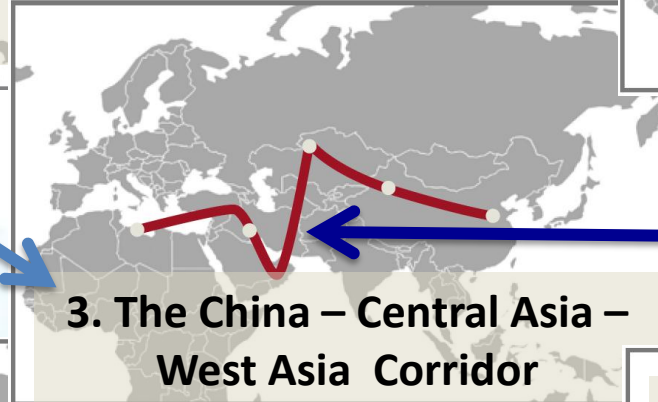 3. The China – Central Asia –
West Asia Corridor